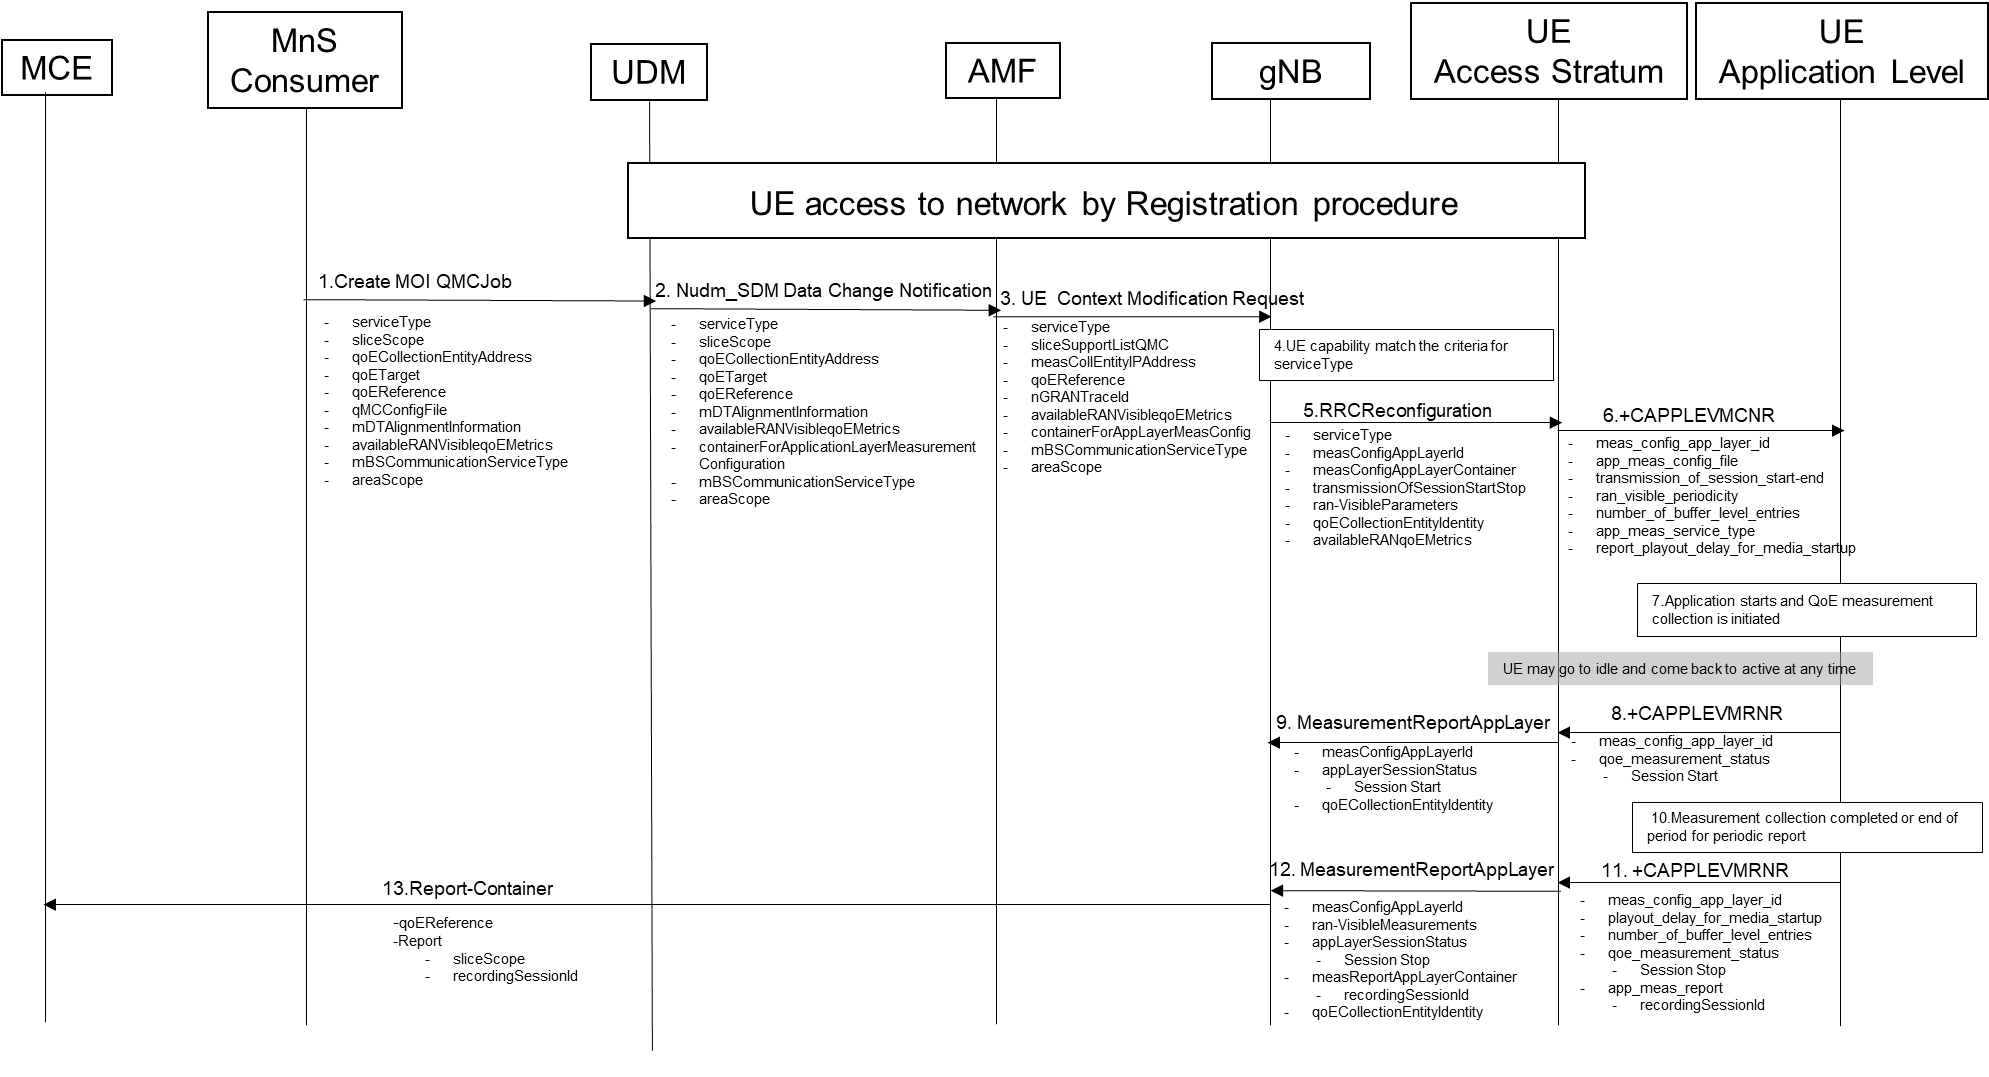 MCE
MnS
Consumer
UDM
AMF
gNB
UE
Access Stratum
UE
Application Level
UE access to network by Registration procedure
1.Create MOI QMCJob
- serviceType
- sliceScope
- qoECollectionEntityAddress
- qoETarget
- qoEReference
- qMCConfigFile
- mDTAlignmentInformation
- availableRANVisibleqoEMetrics
- mBSCommunicationServiceType
- areaScope
2. Nudm_SDM Data Change Notification
- serviceType
- sliceScope
- qoECollectionEntityAddress
- qoETarget
- qoEReference
- mDTAlignmentInformation
- availableRANVisibleqoEMetrics
- containerForApplicationLayerMeasurement
Configuration
- mBSCommunicationServiceType
- areaScope
3. UE Context Modification Request
- serviceType
- sliceSupportListQMC
- measCollEntityIPAddress
- qoEReference
- nGRANTraceId
- availableRANVisibleqoEMetrics
- containerForAppLayerMeasConfig
- mBSCommunicationServiceType
- areaScope
4.UE capability match the criteria for
serviceType
5.RRCReconfiguration
- serviceType
- measConfigAppLayerId
- measConfigAppLayerContainer
- transmissionOfSessionStartStop
- ran-VisibleParameters
- qoECollectionEntityIdentity
- availableRANqoEMetrics
6.+CAPPLEVMCNR
- meas_config_app_layer_id
- app_meas_config_file
- transmission_of_session_start-end
- ran_visible_periodicity
- number_of_buffer_level_entries
- app_meas_service_type
- report_playout_delay_for_media_startup
7.Application starts and QoE measurement
collection is initiated
UE may go to idle and come back to active at any time
8.+CAPPLEVMRNR
- meas_config_app_layer_id
- qoe_measurement_status
- Session Start
9. MeasurementReportAppLayer
- measConfigAppLayerId
- appLayerSessionStatus
- Session Start
- qoECollectionEntityIdentity
10.Measurement collection completed or end of
period for periodic report
11. +CAPPLEVMRNR
- meas_config_app_layer_id
- playout_delay_for_media_startup
- number_of_buffer_level_entries
- qoe_measurement_status
- Session Stop
- app_meas_report
- recordingSessionId
12. MeasurementReportAppLayer
- measConfigAppLayerId
- ran-VisibleMeasurements
- appLayerSessionStatus
- Session Stop
- measReportAppLayerContainer
- recordingSessionId
- qoECollectionEntityIdentity
13.Report-Container
-qoEReference
-Report
- sliceScope
- recordingSessionId